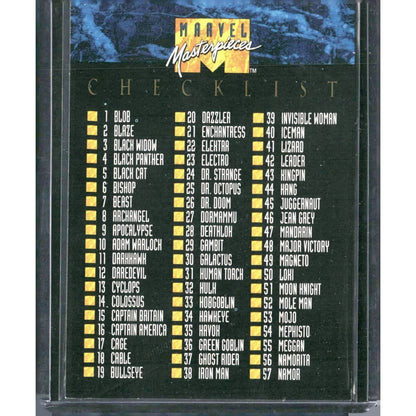 MARVEL
Masterpieces
TM
CHECKLIST
1 BLOB
2 BLAZE
3 BLACK WIDOW
4 BLACK PANTHER
5 BLACK CAT
6 BISHOP
7 BEAST
8 ARCHANGEL
9 APOCALYPSE
10 ADAM WARLOCK
11 DARKHAWK
12 DAREDEVIL
13 CYCLOPS
14 COLOSSUS
15 CAPTAIN BRITAIN
16 CAPTAIN AMERICA
17 CAGE
18 CABLE
19 BULLSEYE
20 DAZZLER
21 ENCHANTRESS
22 ELEKTRA
23 ELECTRO
24 DR. STRANGE
25 DR. OCTOPUS
26 DR. DOOM
27 DORMAMMU
28 DEATHLOK
29 GAMBIT
30 GALACTUS
31 HUMAN TORCH
32 HULK
33 HOBGOBLIN
34 HAWKEYE
35 HAVOK
36 GREEN GOBLIN
37 GHOST RIDER
38 IRON MAN
39 INVISIBLE WOMAN
40 ICEMAN
41 LIZARD
42 LEADER
43 KINGPIN
44 KANG
45 JUGGERNAUT
46 JEAN GREY
47 MANDARIN
48 MAJOR VICTORY
49 MAGNETO
50 LOKI
51 MOON KNIGHT
52 MOLE MAN
53 MOJO
54 MEPHISTO
55 MEGGAN
56 NAMORITA
57 NAMOR